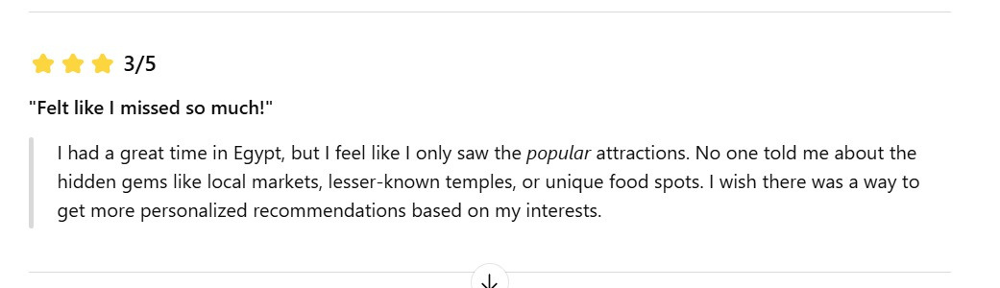 3/5
"Felt like I missed so much!"
I had a great time in Egypt, but I feel like I only saw the popular attractions. No one told me about the
hidden gems like local markets, lesser-known temples, or unique food spots. I wish there was a way to
get more personalized recommendations based on my interests.